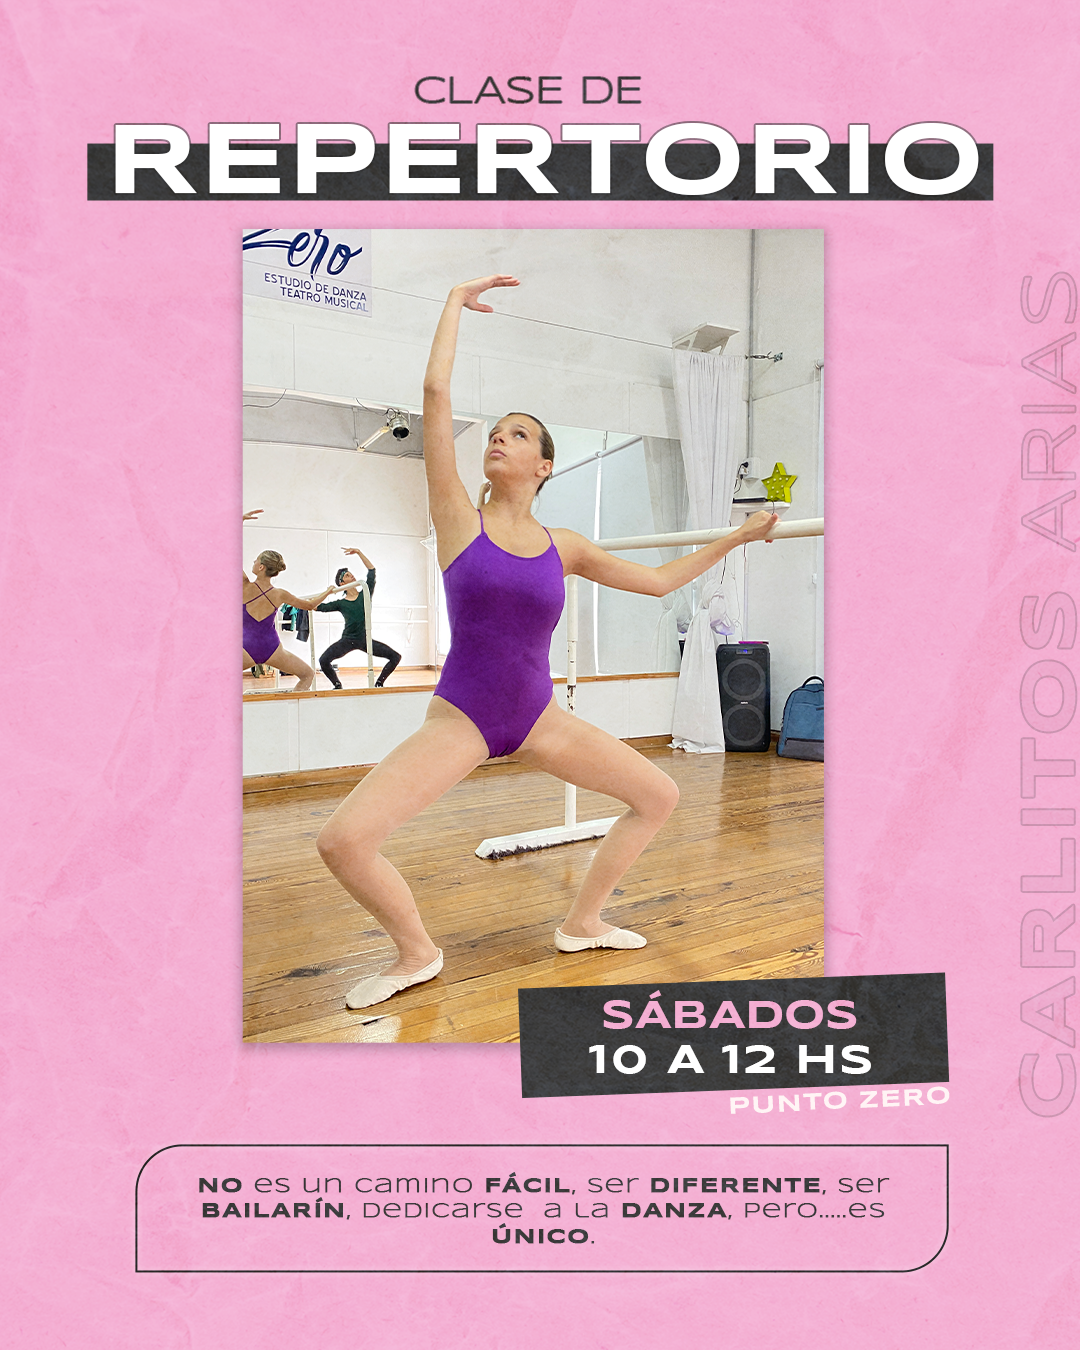 CLASE DE
REPERTORIO
Zero
ESTUDIO DE DANZA
TEATRO MUSICAL
CARLITOS ARIAS
SÁBADOS
10 A 12 HS
PUNTO ZERO
NO es un camino FÁCIL, ser DIFERENTE, ser
BAILARÍN, DeDicarse a La DANZA, Pero.....es
ÚNICO.